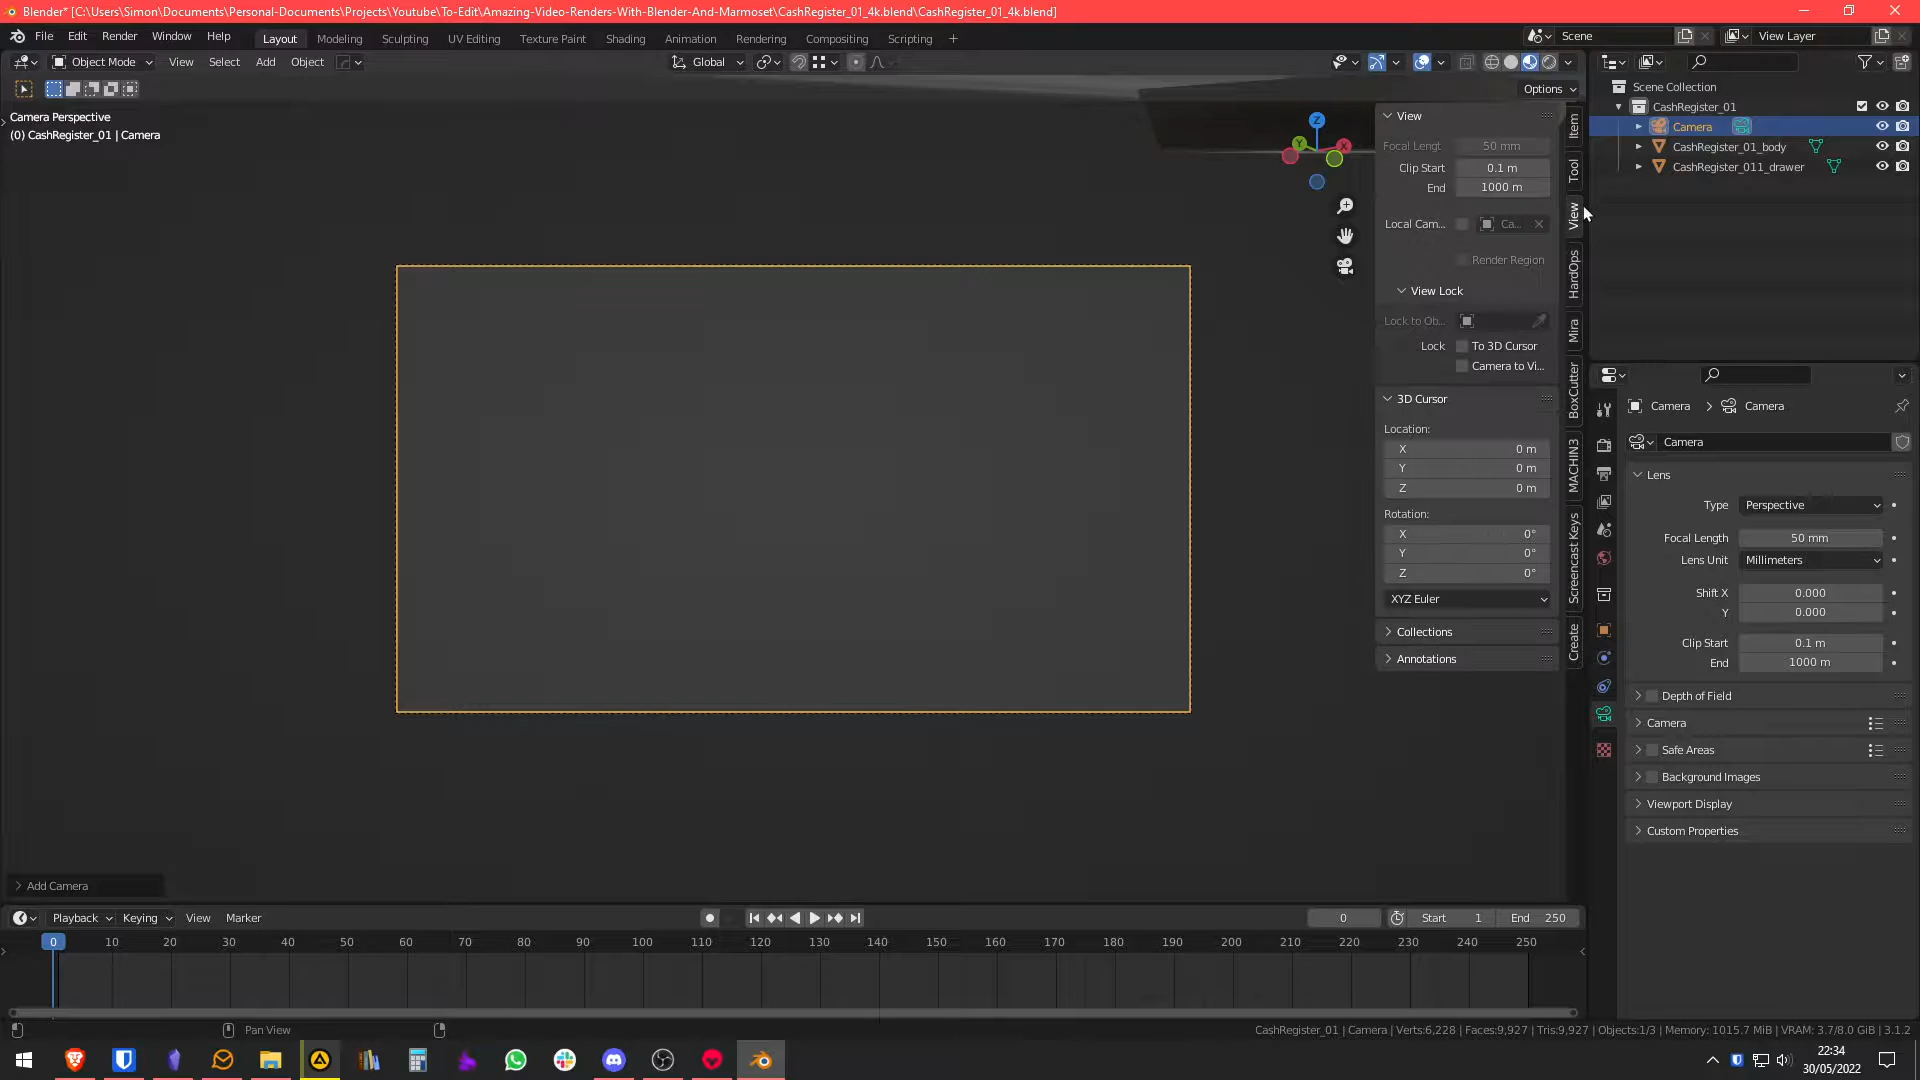 Blender* [C:\Users\Simon\Documents\Personal-Documents\Projects\Youtube\To-Edit\Amazing-Video-Renders-With-Blender-And-Marmoset\CashRegister_01_4k.blend\CashRegister_01_4k.blend]
File Edit Render Window Help Layout Modeling Sculpting UV Editing Texture Paint Shading Animation Rendering Compositing Scripting + Scene View Layer
Object Mode View Select Add Object Global
Options
Camera Perspective
(0) CashRegister_01 | Camera
Z
Y
X
View
Focal Lengt 50 mm
Clip Start 0.1 m
End 1000 m
Local Cam... Ca...
Render Region
View Lock
Lock to Ob...
Lock To 3D Cursor
Camera to Vi...
3D Cursor
Location:
X 0 m
Y 0 m
Z 0 m
Rotation:
X 0°
Y 0°
Z 0°
XYZ Euler
Collections
Annotations
Item
Tool
View
HardOps
Mira
BoxCutter
MACHIN3
Screencast Keys
Create
Scene Collection
CashRegister_01
Camera
CashRegister_01_body
CashRegister_011_drawer
Camera > Camera
Camera
Lens
Type Perspective
Focal Length 50 mm
Lens Unit Millimeters
Shift X 0.000
Y 0.000
Clip Start 0.1 m
End 1000 m
Depth of Field
Camera
Safe Areas
Background Images
Viewport Display
Custom Properties
Add Camera
Playback Keying View Marker 0 Start 1 End 250
0 10 20 30 40 50 60 70 80 90 100 110 120 130 140 150 160 170 180 190 200 210 220 230 240 250
Pan View
CashRegister_01 | Camera | Verts:6,228 | Faces:9,927 | Tris:9,927 | Objects:1/3 | Memory: 1015.7 MiB | VRAM: 3.7/8.0 GiB | 3.1.2
22:34
30/05/2022